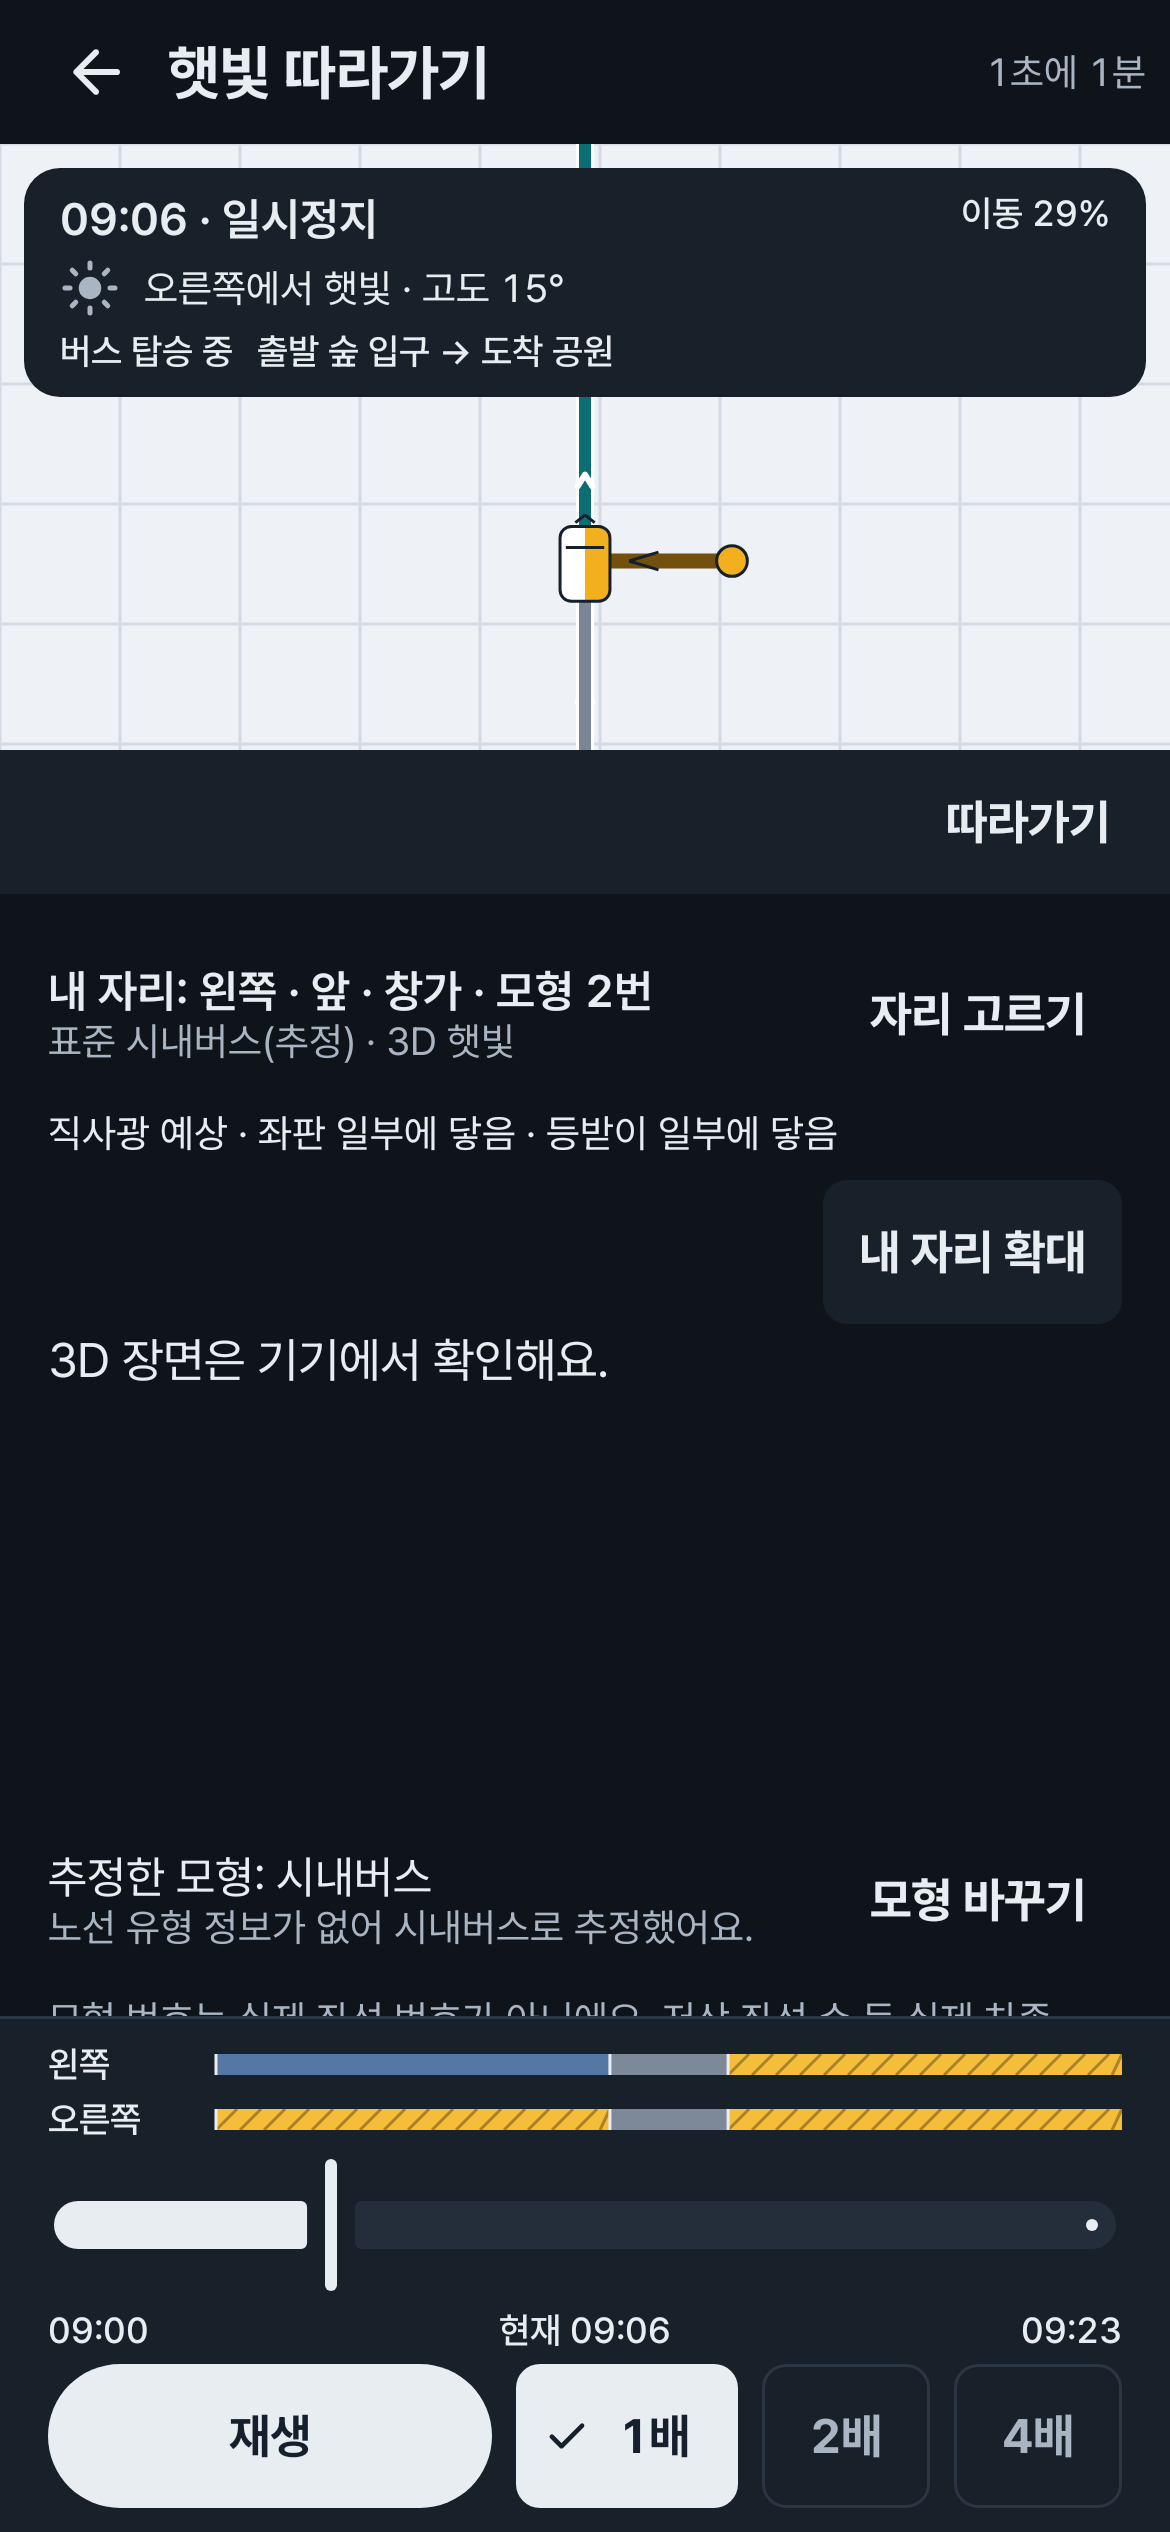 햇빛 따라가기
1초에 1분
09:06 · 일시정지
이동 29%
오른쪽에서 햇빛 · 고도 15°
버스 탑승 중 출발 숲 입구 → 도착 공원
따라가기
내 자리: 왼쪽 · 앞 · 창가 · 모형 2번
표준 시내버스(추정) · 3D 햇빛
자리 고르기
직사광 예상 · 좌판 일부에 닿음 · 등받이 일부에 닿음
내 자리 확대
3D 장면은 기기에서 확인해요.
추정한 모형: 시내버스
노선 유형 정보가 없어 시내버스로 추정했어요.
모형 바꾸기
왼쪽
오른쪽
09:00
현재 09:06
09:23
재생
1배
2배
4배